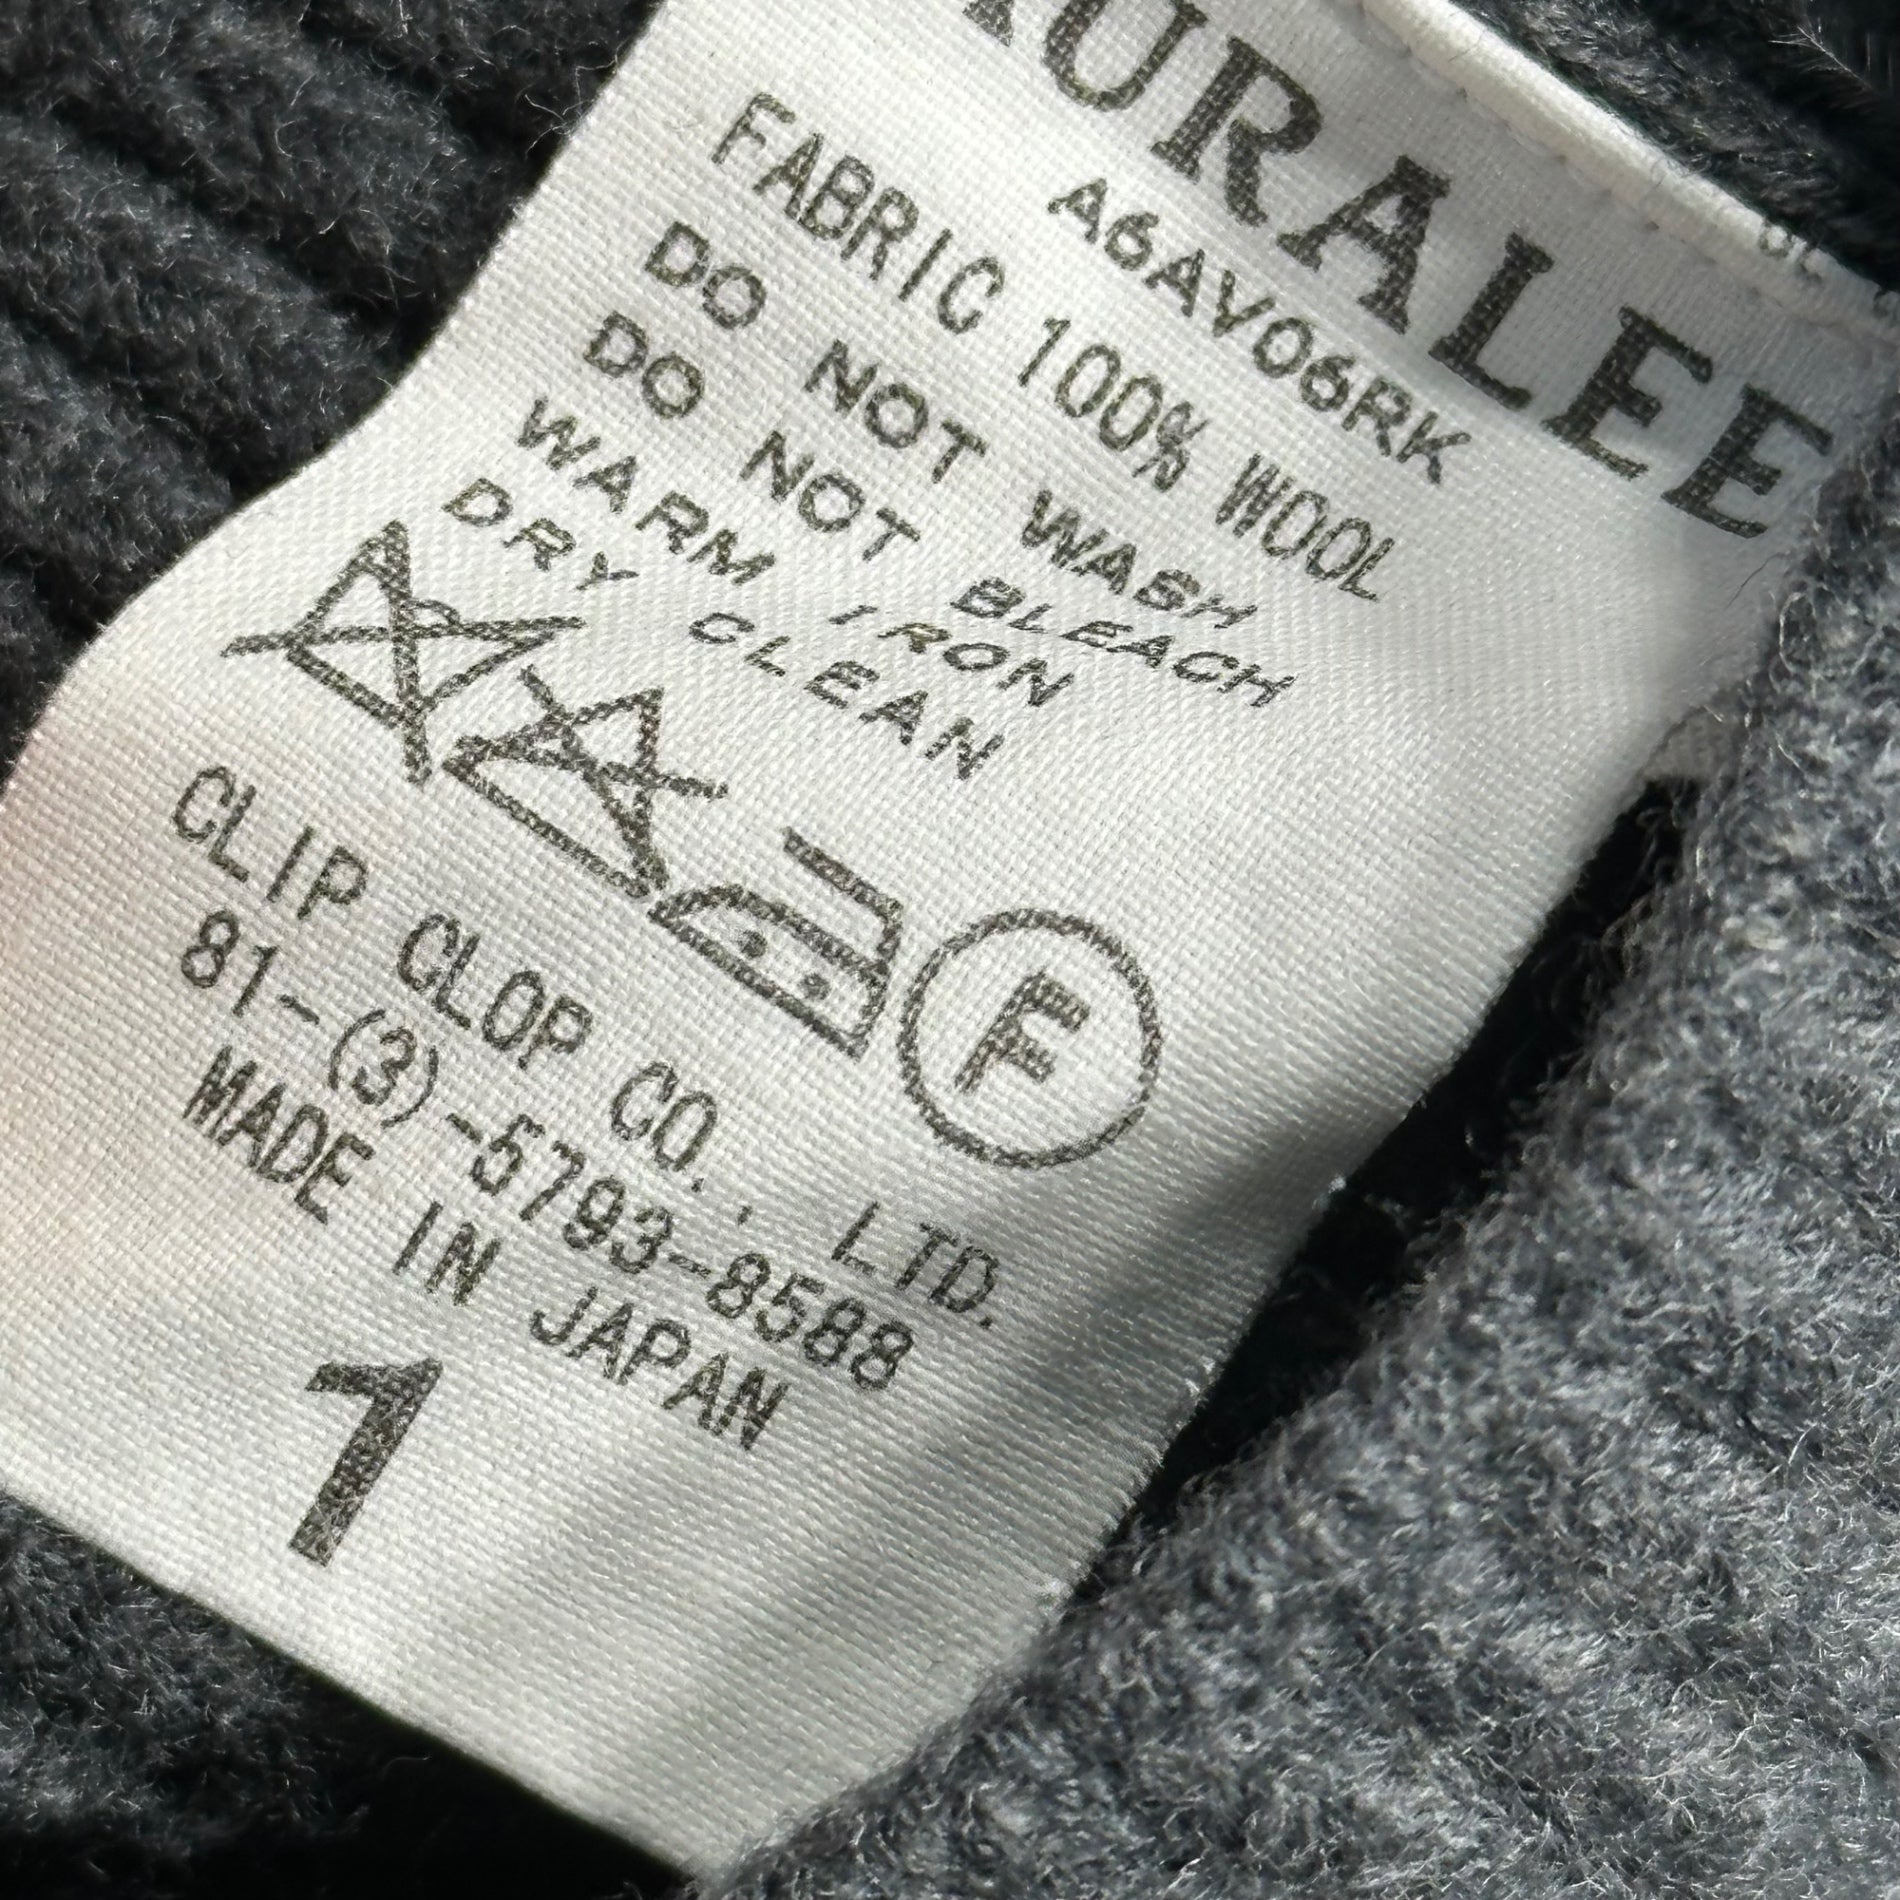 URALEE
A6AV06RK
FABRIC 100% WOOL
DO NOT WASH
DO NOT BLEACH
WARM IRON
DRY CLEAN
F
CLIP CLOP CO., LTD.
81-(3)-5793-8588
MADE IN JAPAN
1